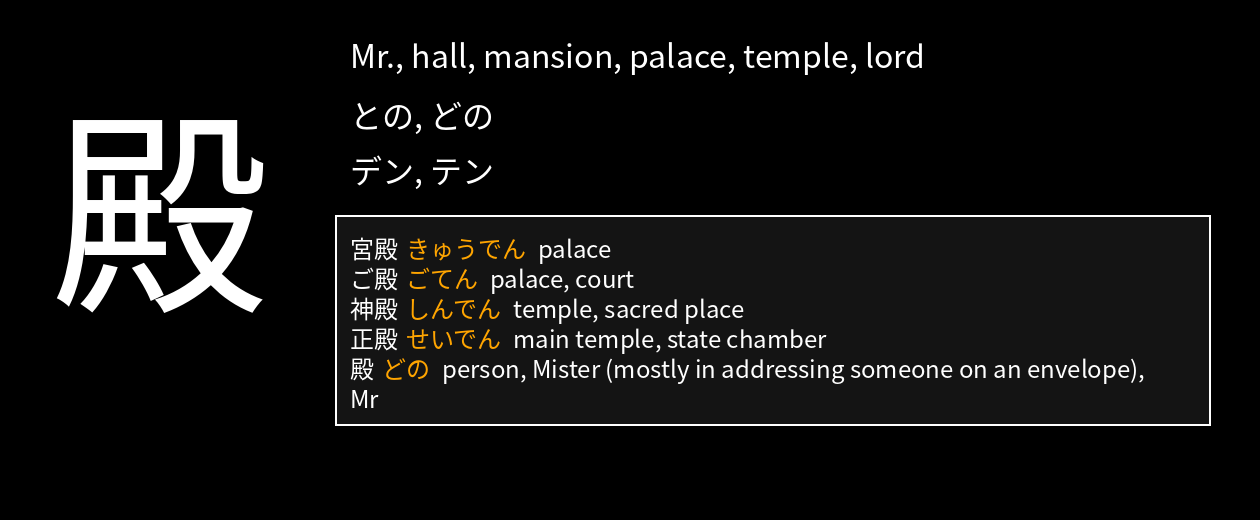 殿
Mr., hall, mansion, palace, temple, lord
との, どの
デン, テン
宮殿 きゅうでん palace
ご殿 ごてん palace, court
神殿 しんでん temple, sacred place
正殿 せいでん main temple, state chamber
殿 どの person, Mister (mostly in addressing someone on an envelope),
Mr